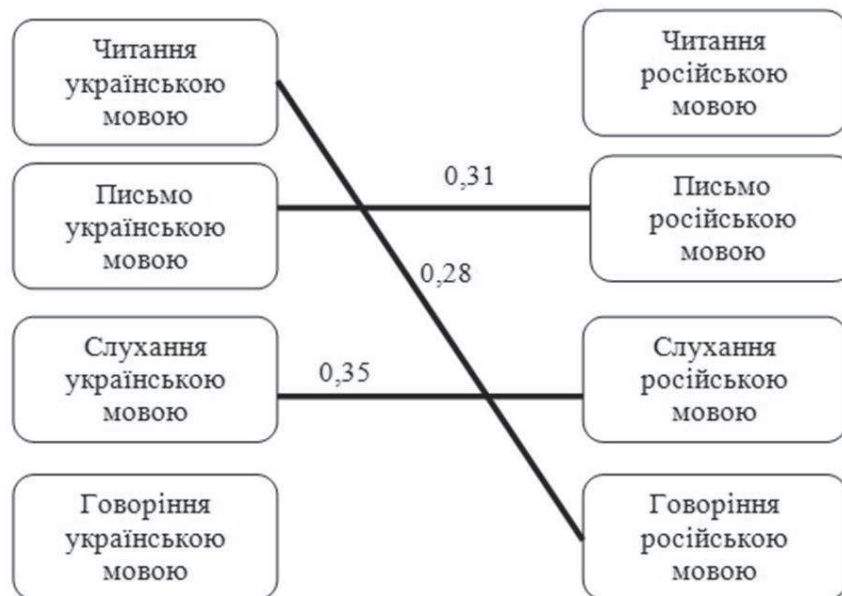 Читання
українською
мовою
Читання
російською
мовою
Письмо
українською
мовою
0,31
Письмо
російською
мовою
0,28
Слухання
українською
мовою
0,35
Слухання
російською
мовою
Говоріння
українською
мовою
Говоріння
російською
мовою